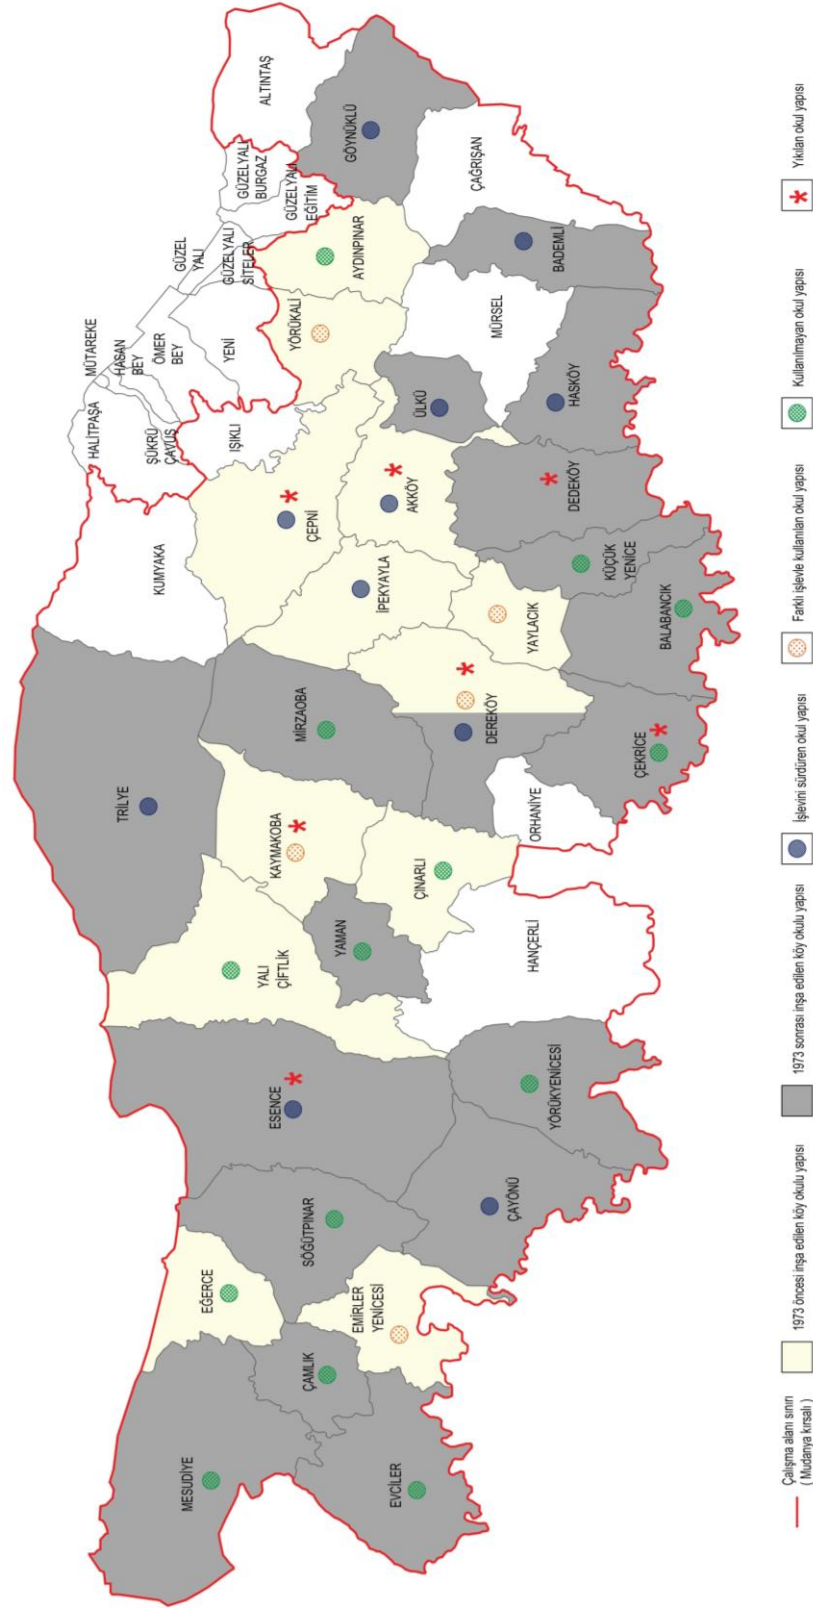 MESUDİYE
EVCİLER
ÇAMLIK
EĞERCE
EMİRLER
YENİCESİ
SÖĞÜTPINAR
ÇAYÖNÜ
ESENCE
YÖRÜKYENİCESİ
YALI
ÇİFTLİK
YAMAN
HANÇERLİ
TRİLYE
KAYMAKOBA
ÇINARLI
ORHANİYE
MİRZAOBA
DEREKÖY
ÇEKRİCE
KUMYAKA
İPEKYAYLA
YAYLACIK
BALABANCIK
KÜÇÜK
YENİCE
ÇEPNİ
AKKÖY
DEDEKÖY
HALİTPAŞA
ŞÜKRÜ
ÇAVUŞ
IŞIKLI
MÜTAREKE
HASAN
BEY
ÖMER
BEY
YENİ
ÜLKÜ
HASKÖY
YÖRÜKALİ
MÜRSEL
GÜZEL
YALI
GÜZELYALI
SİTELER
AYDINPINAR
BADEMLİ
GÜZELYALI
BURGAZ
GÜZELYALI
EĞİTİM
ALTINTAŞ
GÖYNÜKLÜ
ÇAĞRIŞAN
Çalışma alanı sınırı
( Mudanya kırsalı )
1973 öncesi inşa edilen köy okulu yapısı
1973 sonrası inşa edilen köy okulu yapısı
İşlevini sürdüren okul yapısı
Farklı işlevle kullanılan okul yapısı
Kullanılmayan okul yapısı
Yıkılan okul yapısı